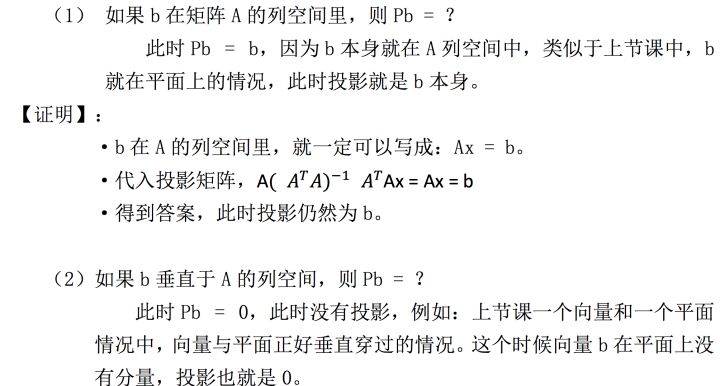 （1） 如果 b 在矩阵 A 的列空间里，则 Pb = ？
此时 Pb = b，因为 b 本身就在 A 列空间中，类似于上节课中，b
就在平面上的情况，此时投影就是 b 本身。
【证明】：
·b 在 A 的列空间里，就一定可以写成：Ax = b。
·代入投影矩阵，A( AᵀA)⁻¹ AᵀAx = Ax = b
·得到答案，此时投影仍然为 b。
（2）如果 b 垂直于 A 的列空间，则 Pb = ？
此时 Pb = 0，此时没有投影，例如：上节课一个向量和一个平面
情况中，向量与平面正好垂直穿过的情况。这个时候向量 b 在平面上没
有分量，投影也就是 0。